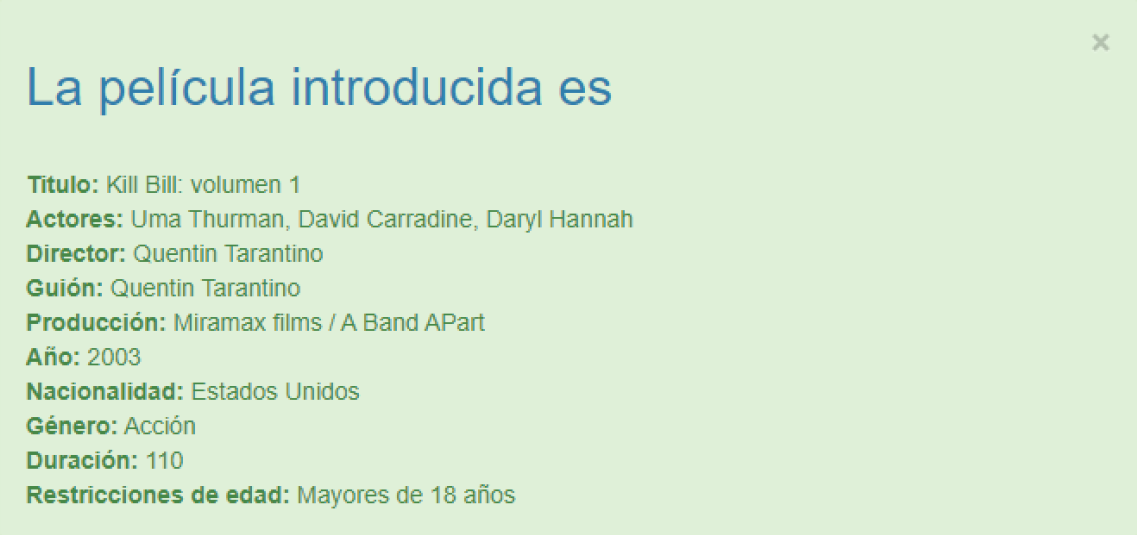 La película introducida es
Titulo: Kill Bill: volumen 1
Actores: Uma Thurman, David Carradine, Daryl Hannah
Director: Quentin Tarantino
Guión: Quentin Tarantino
Producción: Miramax films / A Band APart
Año: 2003
Nacionalidad: Estados Unidos
Género: Acción
Duración: 110
Restricciones de edad: Mayores de 18 años